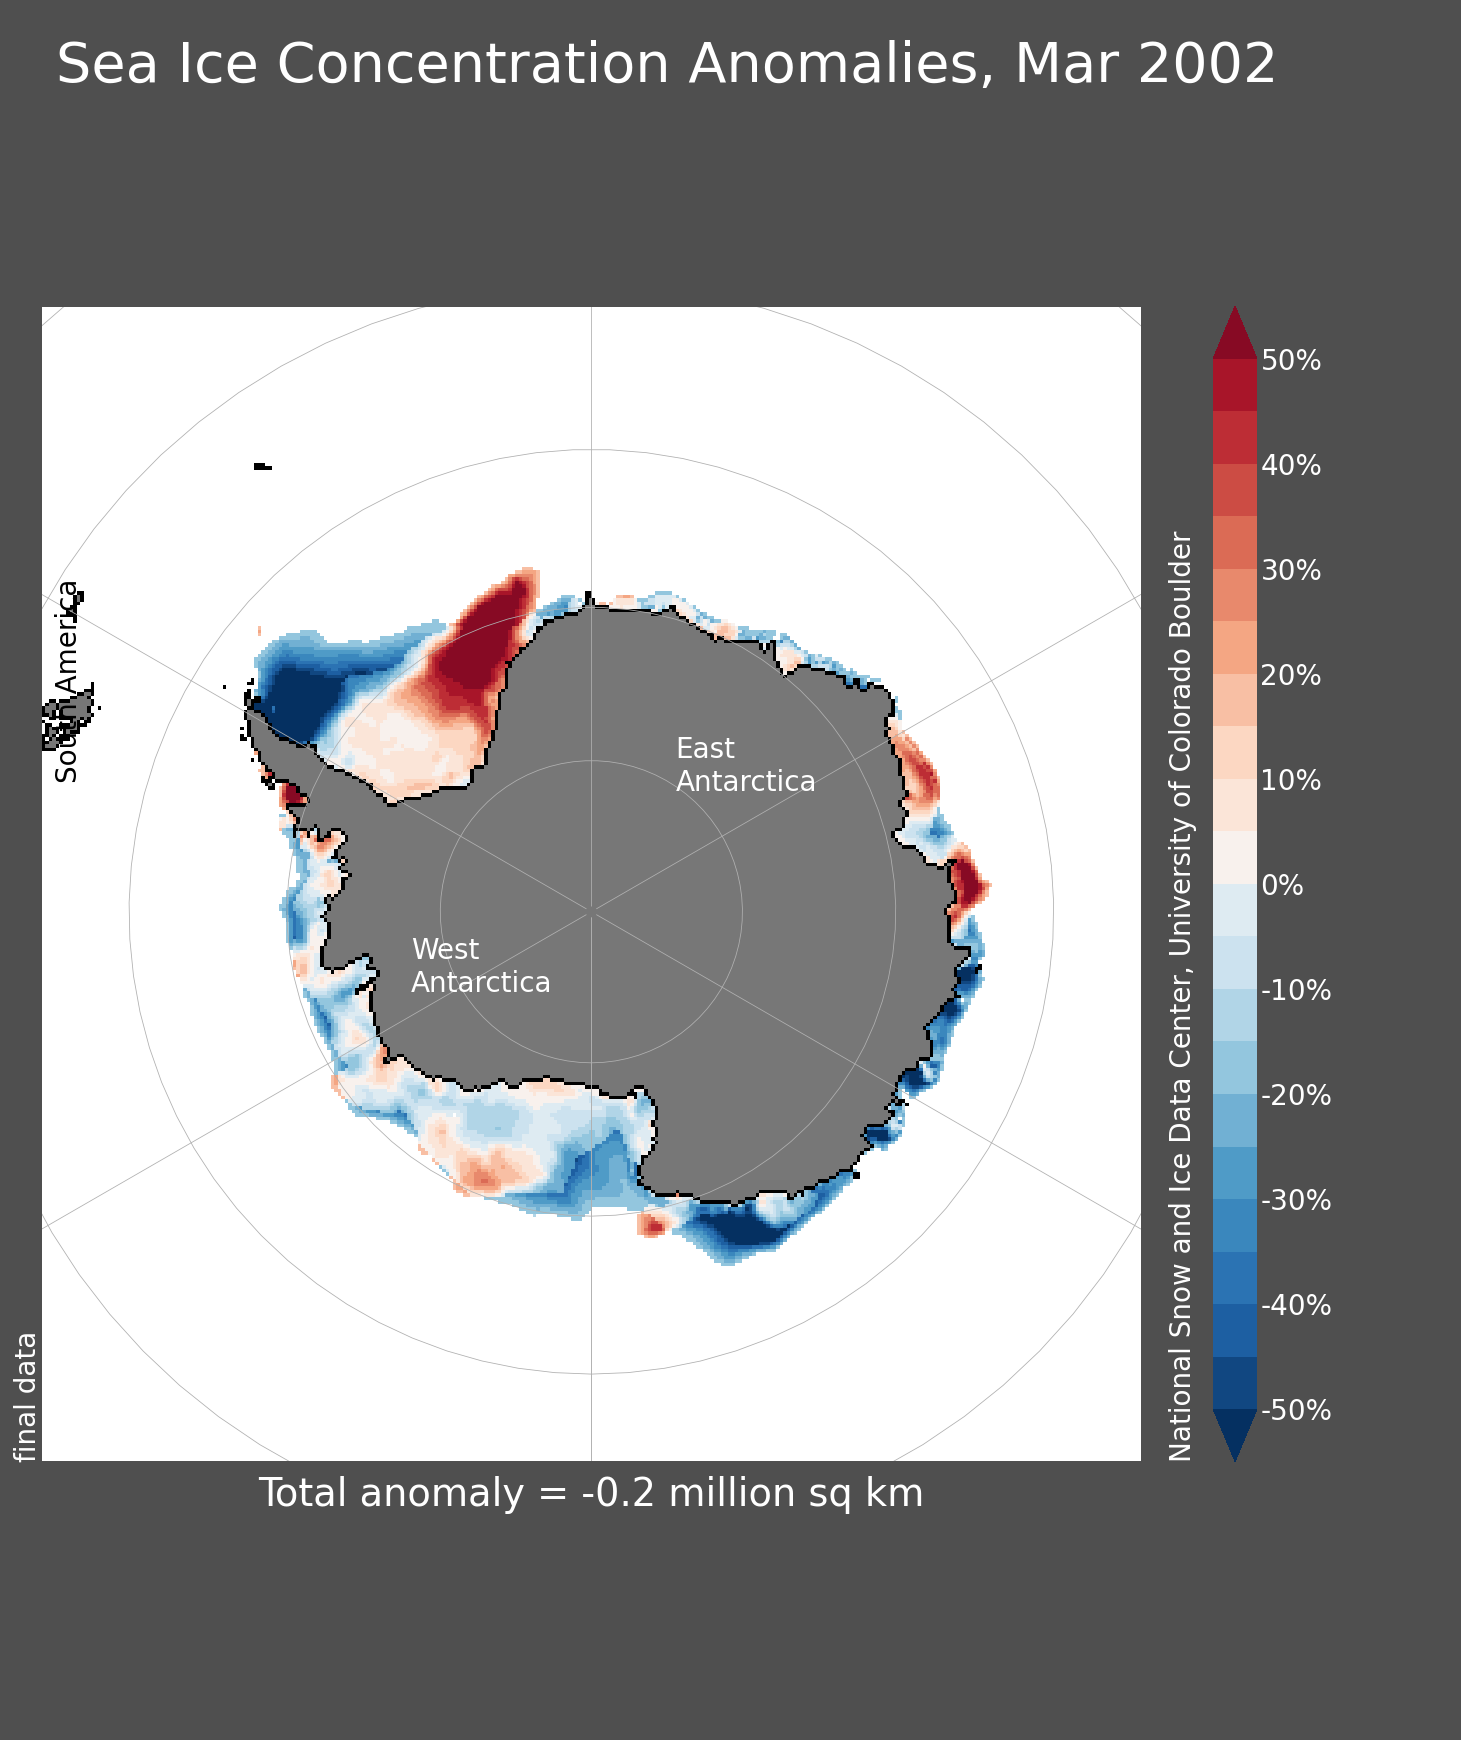 Sea Ice Concentration Anomalies, Mar 2002
South America
East
Antarctica
West
Antarctica
final data
National Snow and Ice Data Center, University of Colorado Boulder
50%
40%
30%
20%
10%
0%
-10%
-20%
-30%
-40%
-50%
Total anomaly = -0.2 million sq km